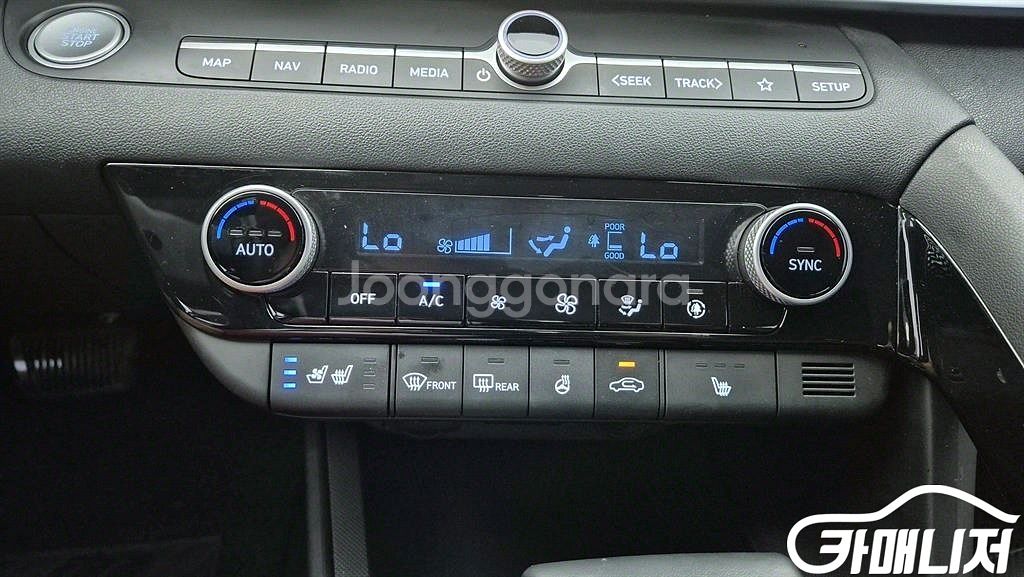 ENGINE
START
STOP
MAP NAV RADIO MEDIA <SEEK TRACK> SETUP
AUTO
Lo
POOR
GOOD
Lo
SYNC
OFF A/C
FRONT REAR
Joonggonara
카매니저